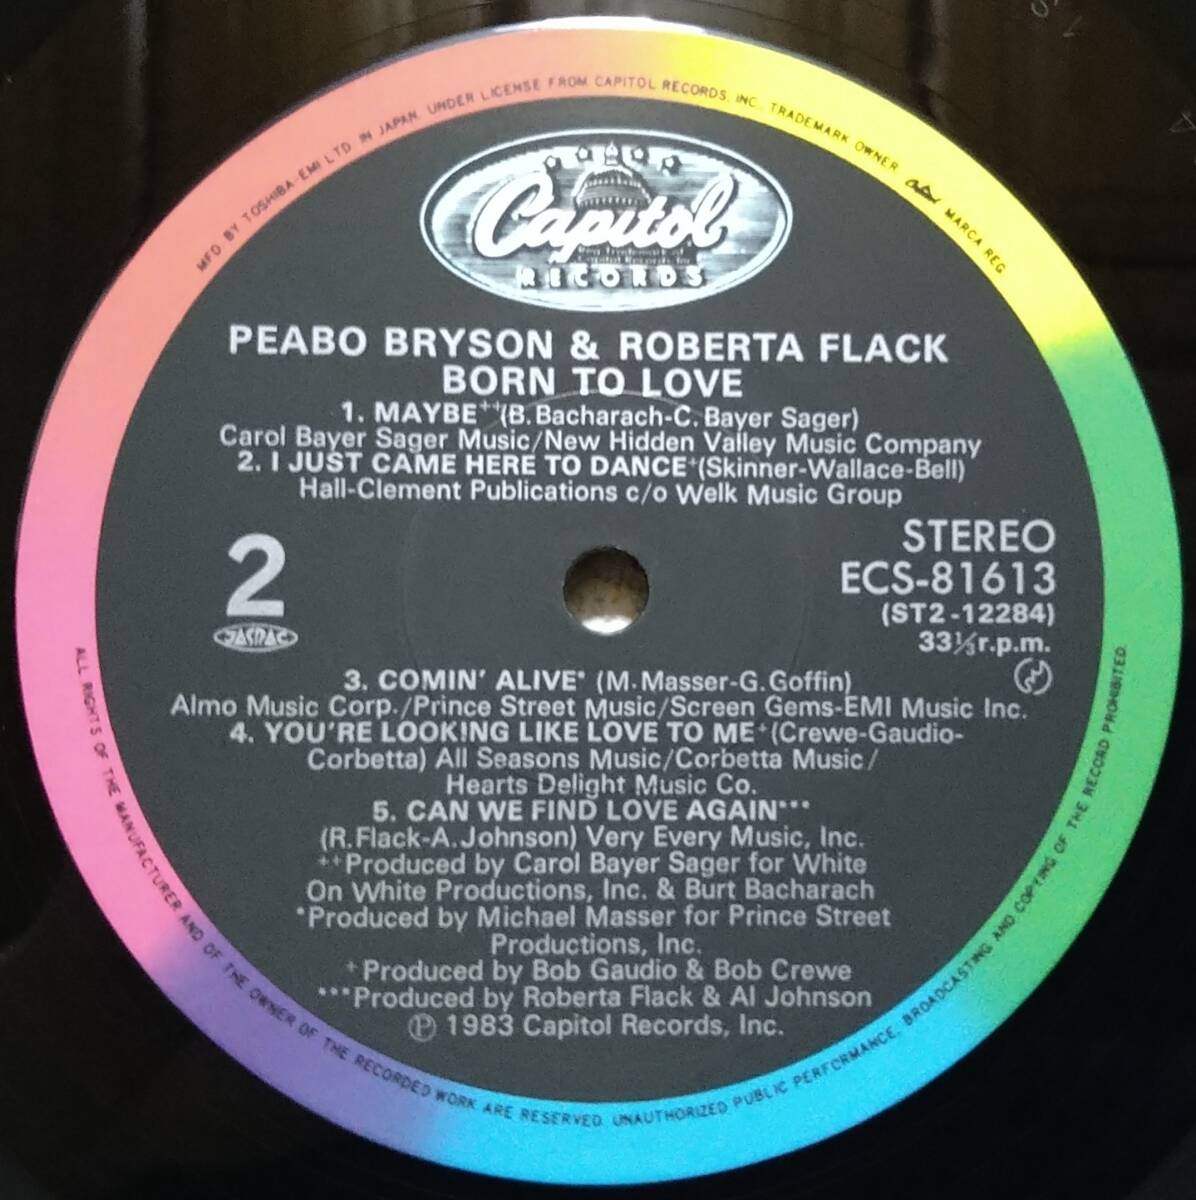 MFD. BY TOSHIBA-EMI LTD. IN JAPAN. UNDER LICENSE FROM CAPITOL RECORDS, INC. TRADEMARK OWNER Capitol MARCA REG.
Capitol
Reg. Trademark of
Capitol Records, Inc.
RECORDS
PEABO BRYSON & ROBERTA FLACK
BORN TO LOVE
1. MAYBE⁺⁺(B. Bacharach-C. Bayer Sager)
Carol Bayer Sager Music/New Hidden Valley Music Company
2. I JUST CAME HERE TO DANCE⁺(Skinner-Wallace-Bell)
Hall-Clement Publications c/o Welk Music Group
2
JASRAC
STEREO
ECS-81613
(ST2-12284)
33⅓r.p.m.
3. COMIN' ALIVE* (M. Masser-G. Goffin)
Almo Music Corp./Prince Street Music/Screen Gems-EMI Music Inc.
4. YOU'RE LOOKING LIKE LOVE TO ME⁺(Crewe-Gaudio-
Corbetta) All Seasons Music/Corbetta Music/
Hearts Delight Music Co.
5. CAN WE FIND LOVE AGAIN***
(R. Flack-A. Johnson) Very Every Music, Inc.
⁺⁺Produced by Carol Bayer Sager for White
On White Productions, Inc. & Burt Bacharach
*Produced by Michael Masser for Prince Street
Productions, Inc.
⁺Produced by Bob Gaudio & Bob Crewe
***Produced by Roberta Flack & Al Johnson
℗ 1983 Capitol Records, Inc.
ALL RIGHTS OF THE MANUFACTURER AND OF THE OWNER OF THE RECORDED WORK ARE RESERVED. UNAUTHORIZED PUBLIC PERFORMANCE, BROADCASTING AND COPYING OF THE RECORD PROHIBITED.